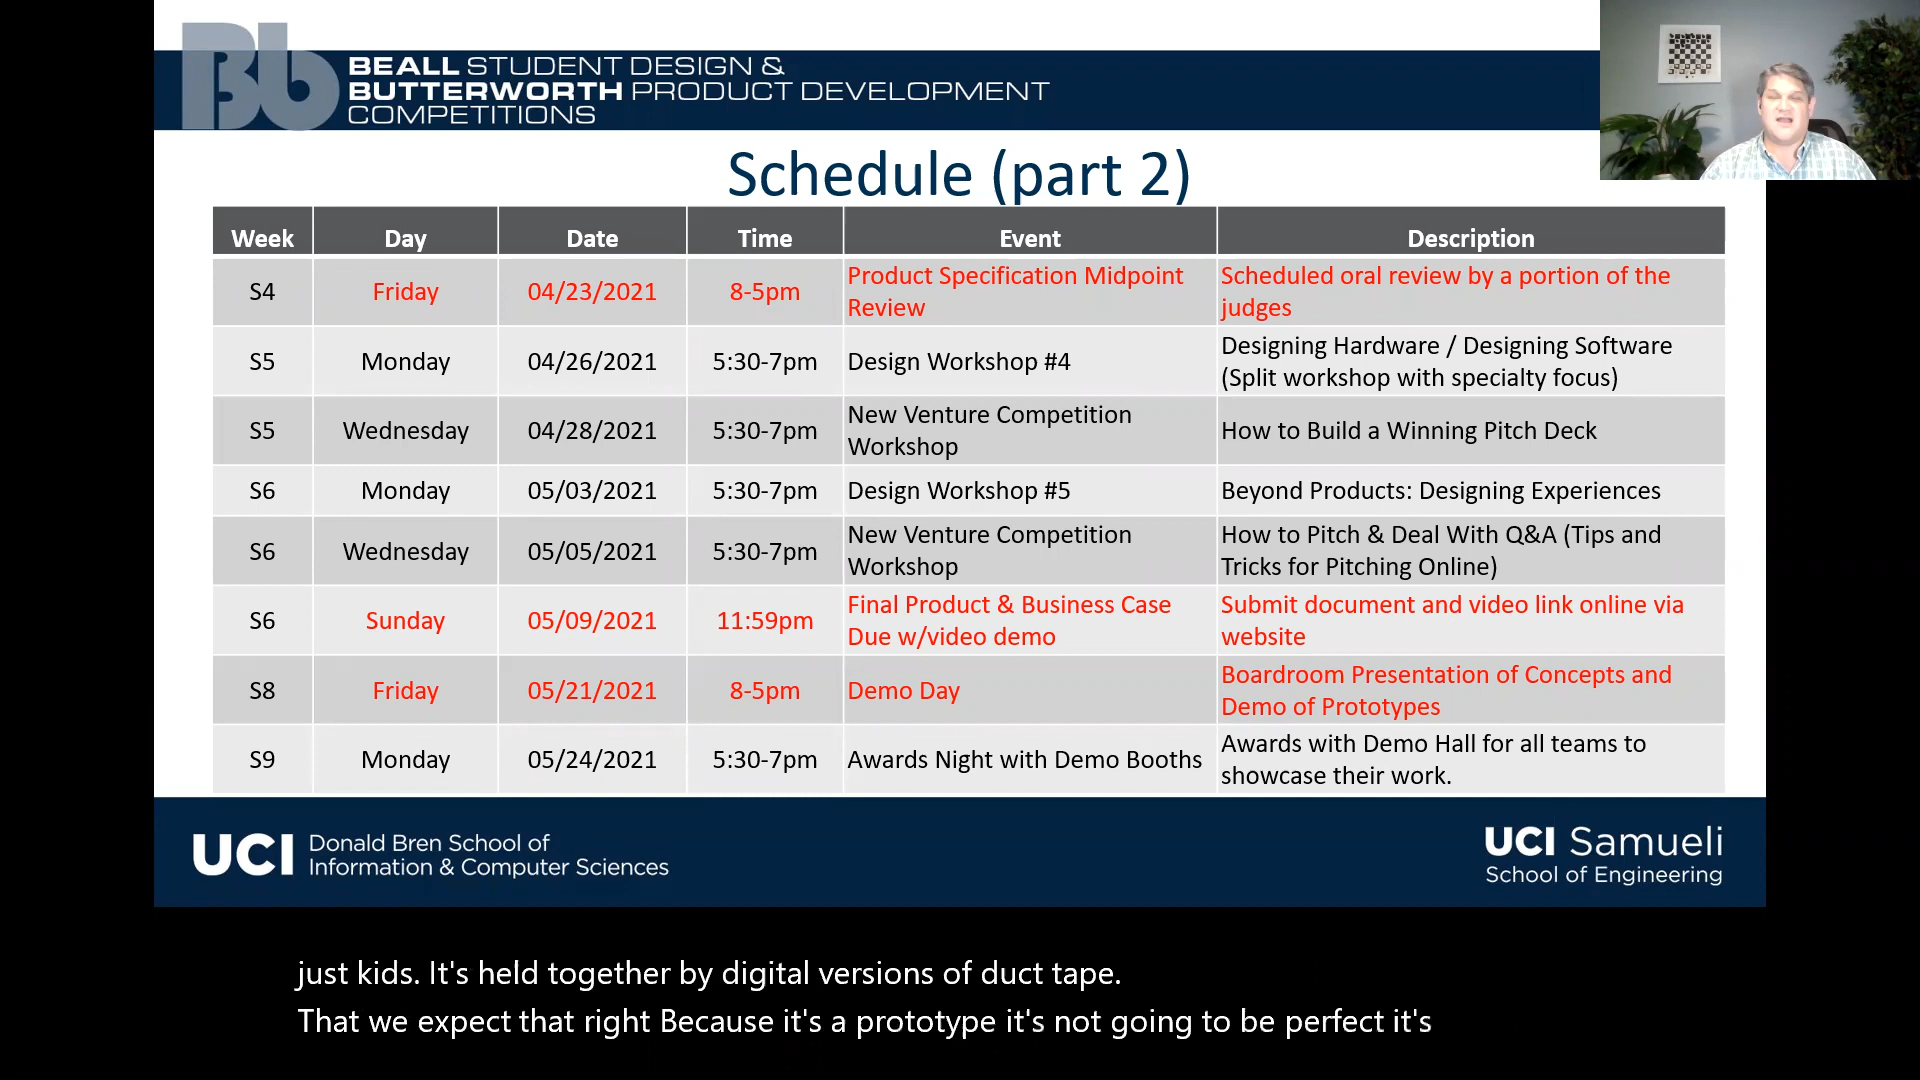 Bb
BEALL STUDENT DESIGN &
BUTTERWORTH PRODUCT DEVELOPMENT
COMPETITIONS
Schedule (part 2)
Week Day Date Time Event Description
S4 Friday 04/23/2021 8-5pm Product Specification Midpoint Review Scheduled oral review by a portion of the judges
S5 Monday 04/26/2021 5:30-7pm Design Workshop #4 Designing Hardware / Designing Software (Split workshop with specialty focus)
S5 Wednesday 04/28/2021 5:30-7pm New Venture Competition Workshop How to Build a Winning Pitch Deck
S6 Monday 05/03/2021 5:30-7pm Design Workshop #5 Beyond Products: Designing Experiences
S6 Wednesday 05/05/2021 5:30-7pm New Venture Competition Workshop How to Pitch & Deal With Q&A (Tips and Tricks for Pitching Online)
S6 Sunday 05/09/2021 11:59pm Final Product & Business Case Due w/video demo Submit document and video link online via website
S8 Friday 05/21/2021 8-5pm Demo Day Boardroom Presentation of Concepts and Demo of Prototypes
S9 Monday 05/24/2021 5:30-7pm Awards Night with Demo Booths Awards with Demo Hall for all teams to showcase their work.
UCI Donald Bren School of
Information & Computer Sciences
UCI Samueli
School of Engineering
just kids. It's held together by digital versions of duct tape.
That we expect that right Because it's a prototype it's not going to be perfect it's